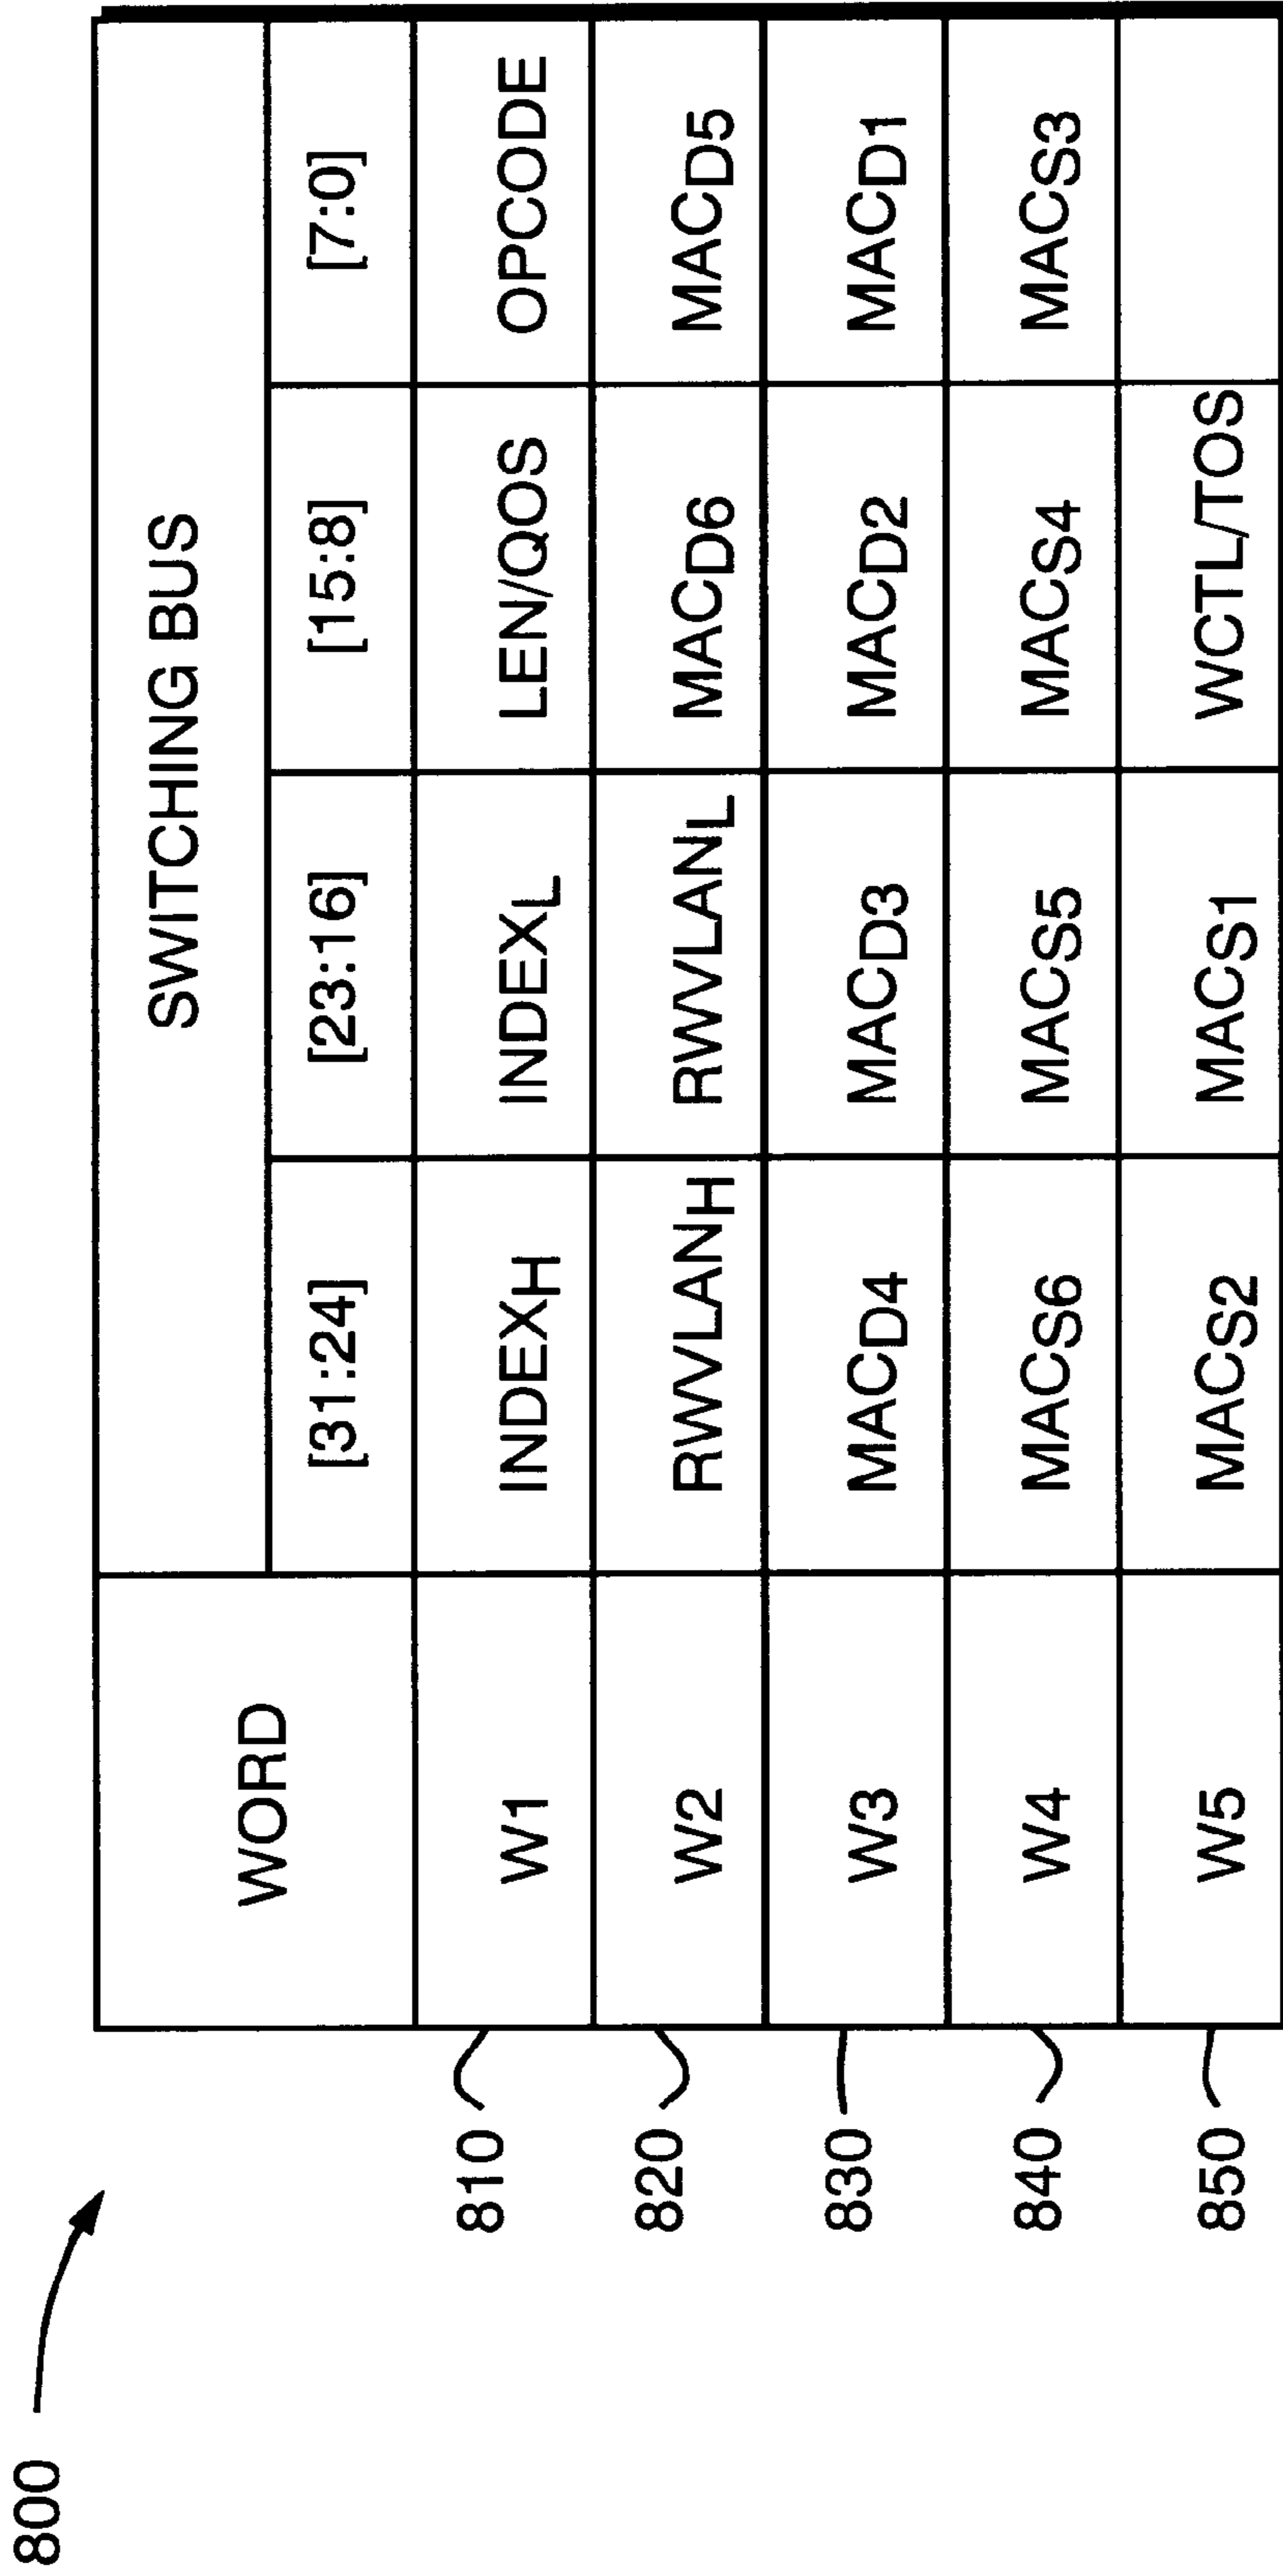 800
WORD SWITCHING BUS
[31:24] [23:16] [15:8] [7:0]
810 W1 INDEXH INDEXL LEN/QOS OPCODE
820 W2 RWVLANH RWVLANL MACD6 MACD5
830 W3 MACD4 MACD3 MACD2 MACD1
840 W4 MACS6 MACS5 MACS4 MACS3
850 W5 MACS2 MACS1 WCTL/TOS